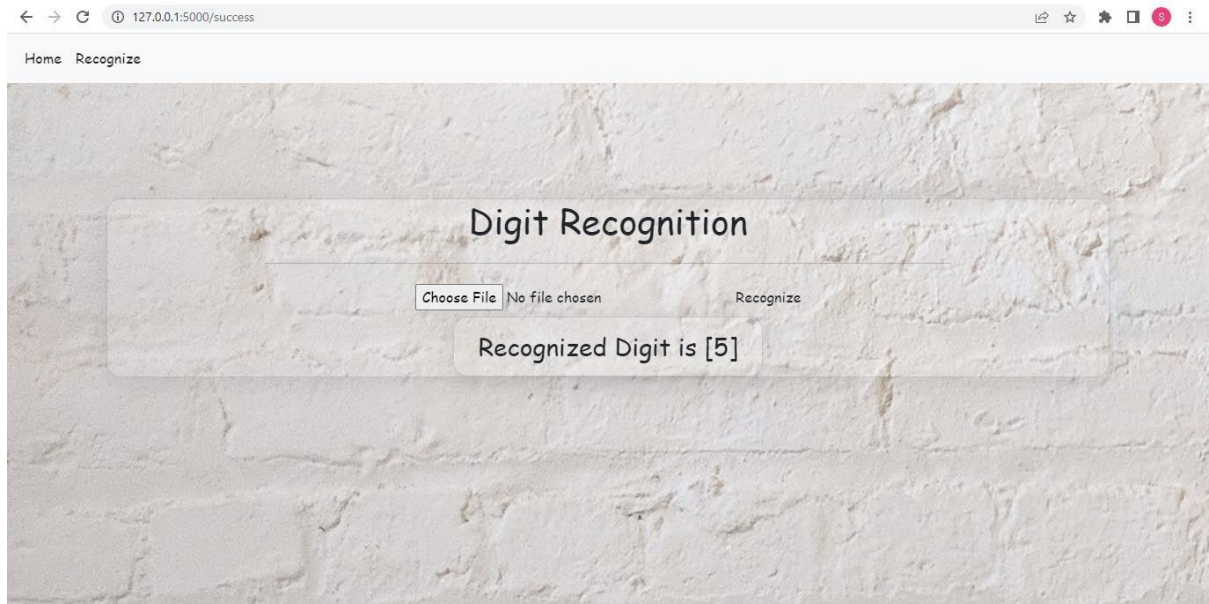 127.0.0.1:5000/success
S
Home Recognize
Digit Recognition
Choose File No file chosen Recognize
Recognized Digit is [5]